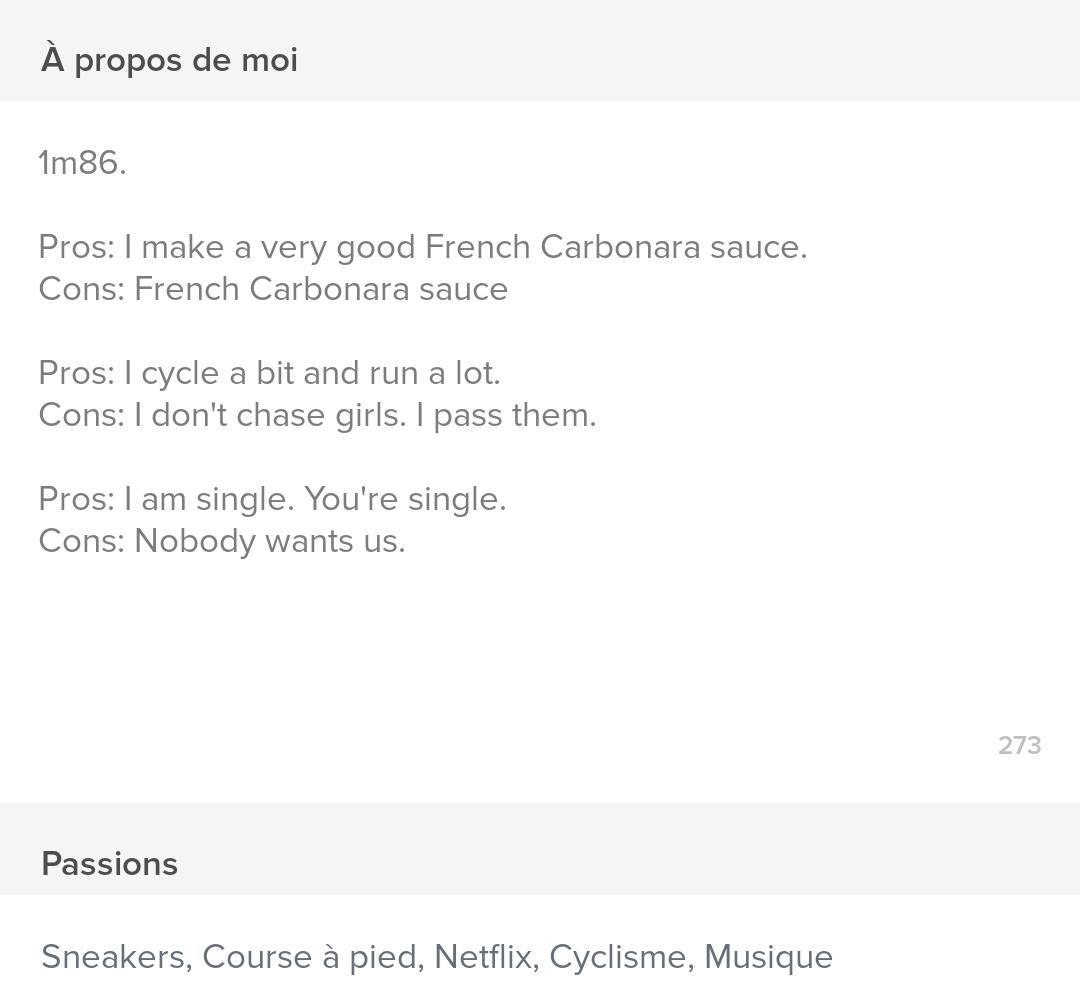 À propos de moi
1m86.
Pros: I make a very good French Carbonara sauce.
Cons: French Carbonara sauce
Pros: I cycle a bit and run a lot.
Cons: I don't chase girls. I pass them.
Pros: I am single. You're single.
Cons: Nobody wants us.
273
Passions
Sneakers, Course à pied, Netflix, Cyclisme, Musique